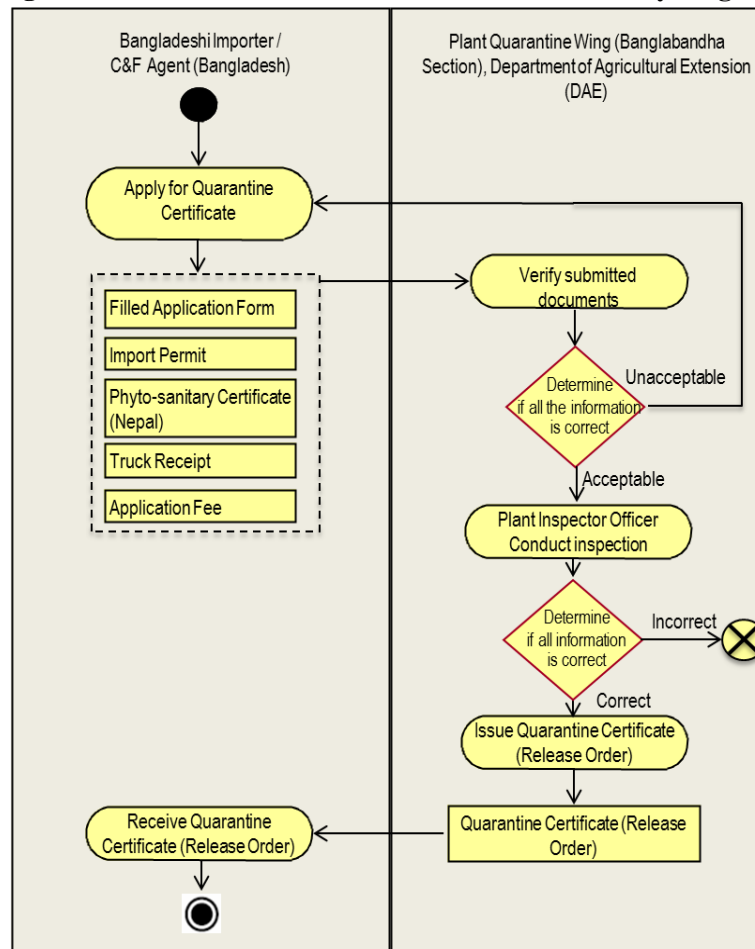 Bangladeshi Importer /
C&F Agent (Bangladesh)
Plant Quarantine Wing (Banglabandha
Section), Department of Agricultural Extension
(DAE)
Apply for Quarantine
Certificate
Filled Application Form
Import Permit
Phyto-sanitary Certificate
(Nepal)
Truck Receipt
Application Fee
Verify submitted
documents
Determine
if all the information
is correct
Unacceptable
Acceptable
Plant Inspector Officer
Conduct inspection
Determine
if all information
is correct
Incorrect
Correct
Issue Quarantine Certificate
(Release Order)
Quarantine Certificate (Release
Order)
Receive Quarantine
Certificate (Release Order)